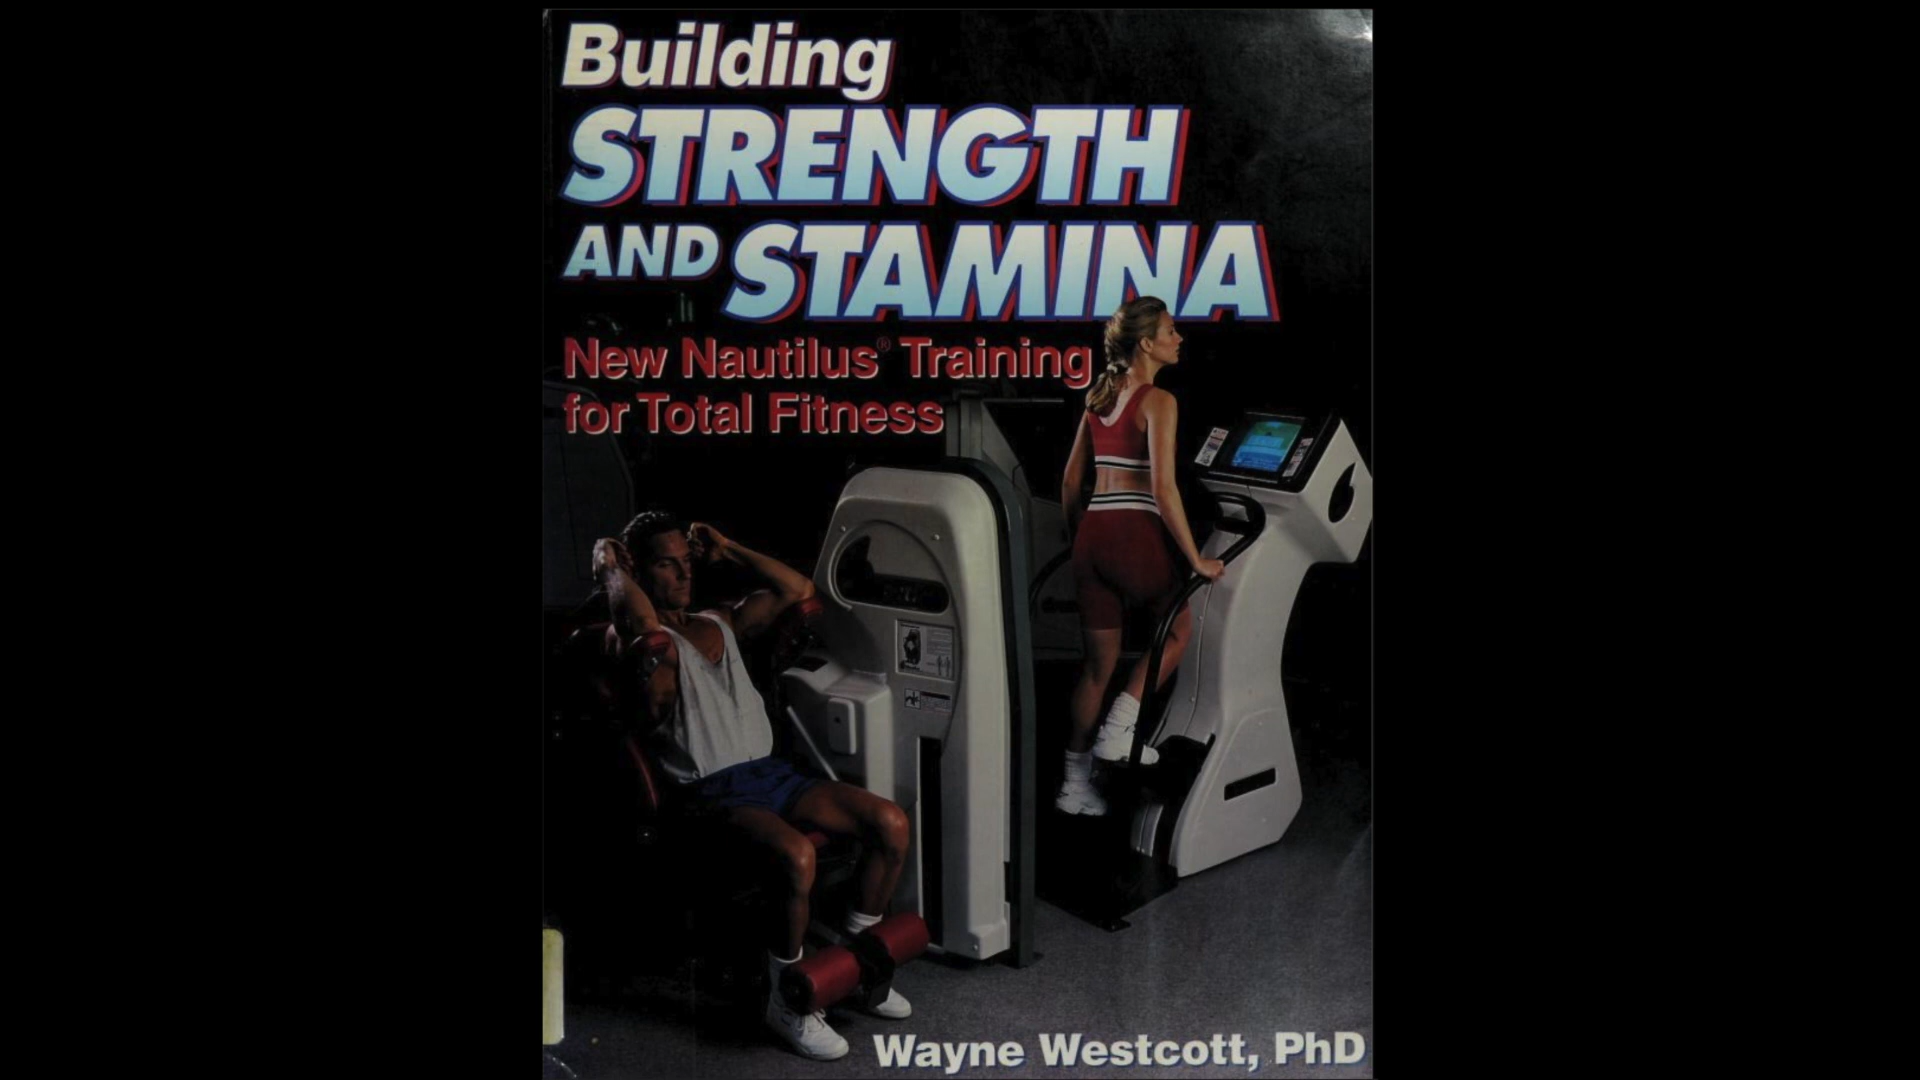 Building
STRENGTH
AND STAMINA
New Nautilus® Training
for Total Fitness
Wayne Westcott, PhD